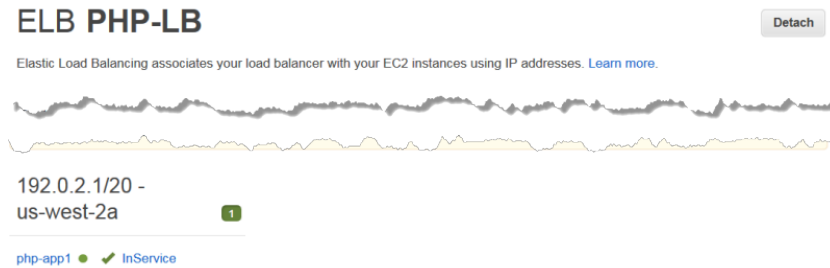 ELB PHP-LB
Detach
Elastic Load Balancing associates your load balancer with your EC2 instances using IP addresses. Learn more.
192.0.2.1/20 -
us-west-2a
1
php-app1 InService